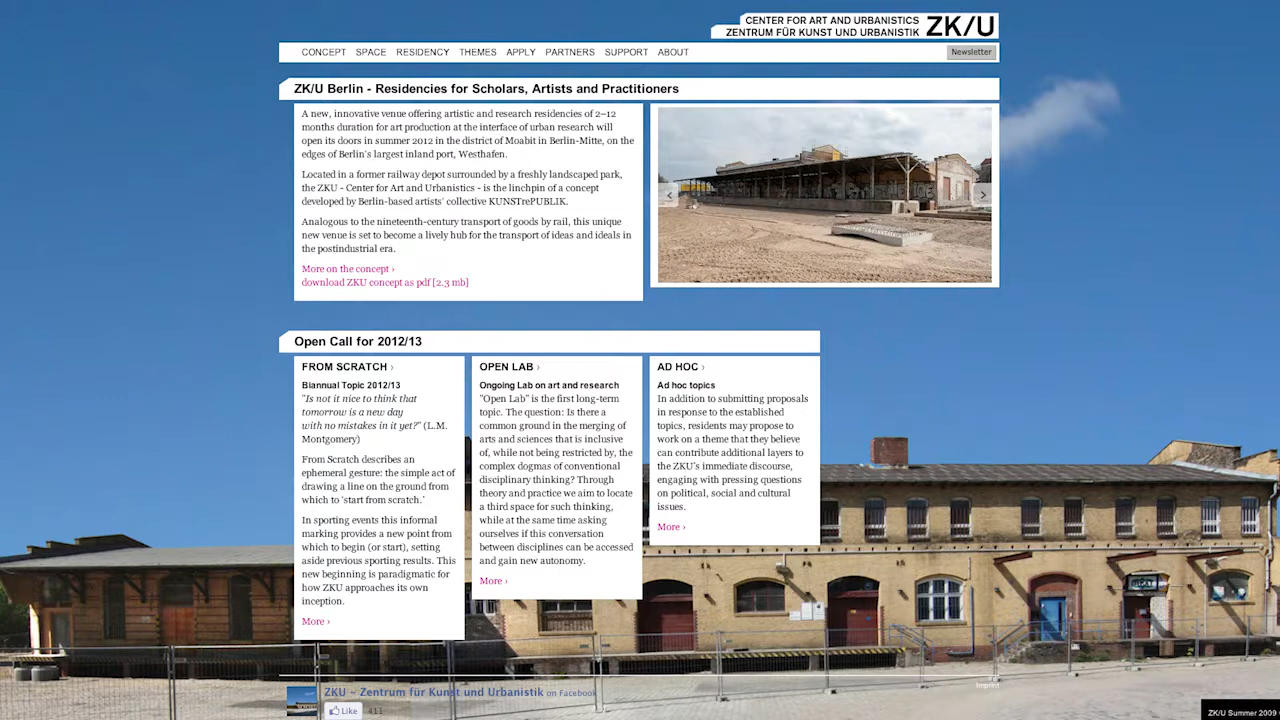 CENTER FOR ART AND URBANISTICS
ZENTRUM FÜR KUNST UND URBANISTIK
ZK/U
CONCEPT SPACE RESIDENCY THEMES APPLY PARTNERS SUPPORT ABOUT
Newsletter
ZK/U Berlin - Residencies for Scholars, Artists and Practitioners
A new, innovative venue offering artistic and research residencies of 2–12
months duration for art production at the interface of urban research will
open its doors in summer 2012 in the district of Moabit in Berlin-Mitte, on the
edges of Berlin's largest inland port, Westhafen.
Located in a former railway depot surrounded by a freshly landscaped park,
the ZKU - Center for Art and Urbanistics - is the linchpin of a concept
developed by Berlin-based artists' collective KUNSTrePUBLIK.
Analogous to the nineteenth-century transport of goods by rail, this unique
new venue is set to become a lively hub for the transport of ideas and ideals in
the postindustrial era.
More on the concept ›
download ZKU concept as pdf [2.3 mb]
Open Call for 2012/13
FROM SCRATCH ›
Biannual Topic 2012/13
"Is not it nice to think that
tomorrow is a new day
with no mistakes in it yet?" (L.M.
Montgomery)
From Scratch describes an
ephemeral gesture: the simple act of
drawing a line on the ground from
which to 'start from scratch.'
In sporting events this informal
marking provides a new point from
which to begin (or start), setting
aside previous sporting results. This
new beginning is paradigmatic for
how ZKU approaches its own
inception.
More ›
OPEN LAB ›
Ongoing Lab on art and research
"Open Lab" is the first long-term
topic. The question: Is there a
common ground in the merging of
arts and sciences that is inclusive
of, while not being restricted by, the
complex dogmas of conventional
disciplinary thinking? Through
theory and practice we aim to locate
a third space for such thinking,
while at the same time asking
ourselves if this conversation
between disciplines can be accessed
and gain new autonomy.
More ›
AD HOC ›
Ad hoc topics
In addition to submitting proposals
in response to the established
topics, residents may propose to
work on a theme that they believe
can contribute additional layers to
the ZKU's immediate discourse,
engaging with pressing questions
on political, social and cultural
issues.
More ›
ZKU - Zentrum für Kunst und Urbanistik on Facebook
Like 411
Imprint
ZK/U Summer 2009